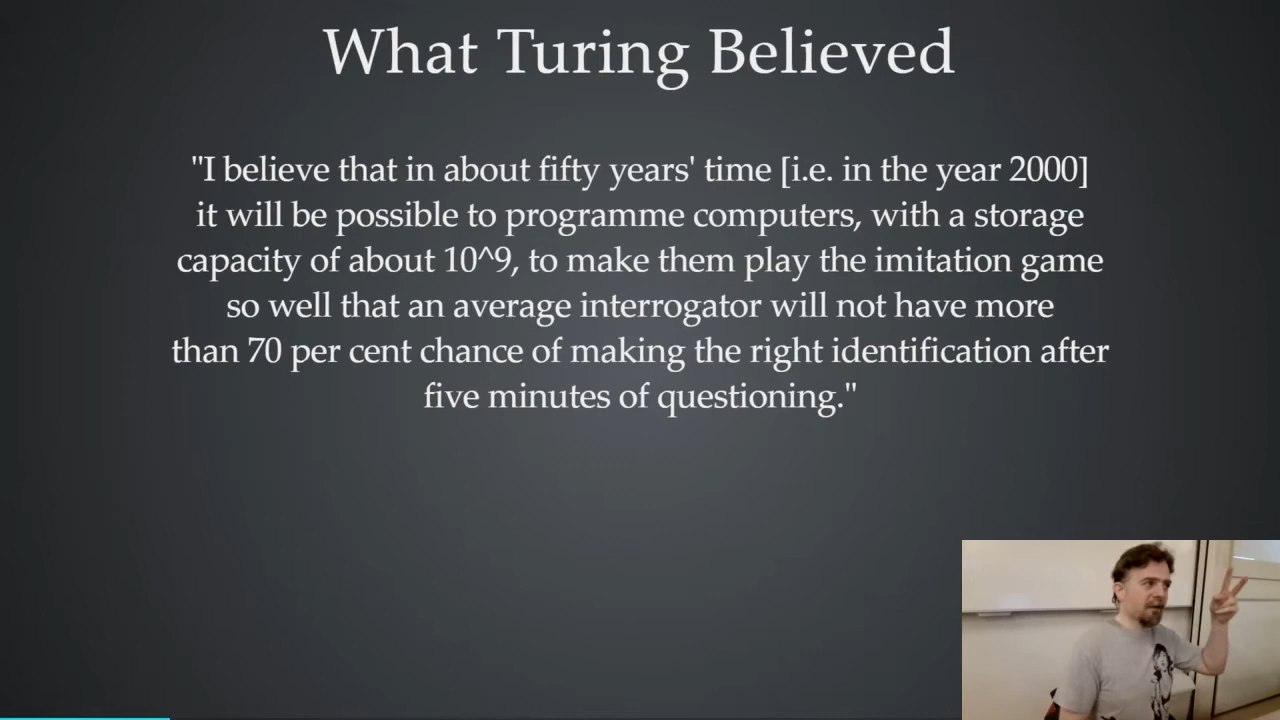 What Turing Believed
"I believe that in about fifty years' time [i.e. in the year 2000]
it will be possible to programme computers, with a storage
capacity of about 10^9, to make them play the imitation game
so well that an average interrogator will not have more
than 70 per cent chance of making the right identification after
five minutes of questioning."